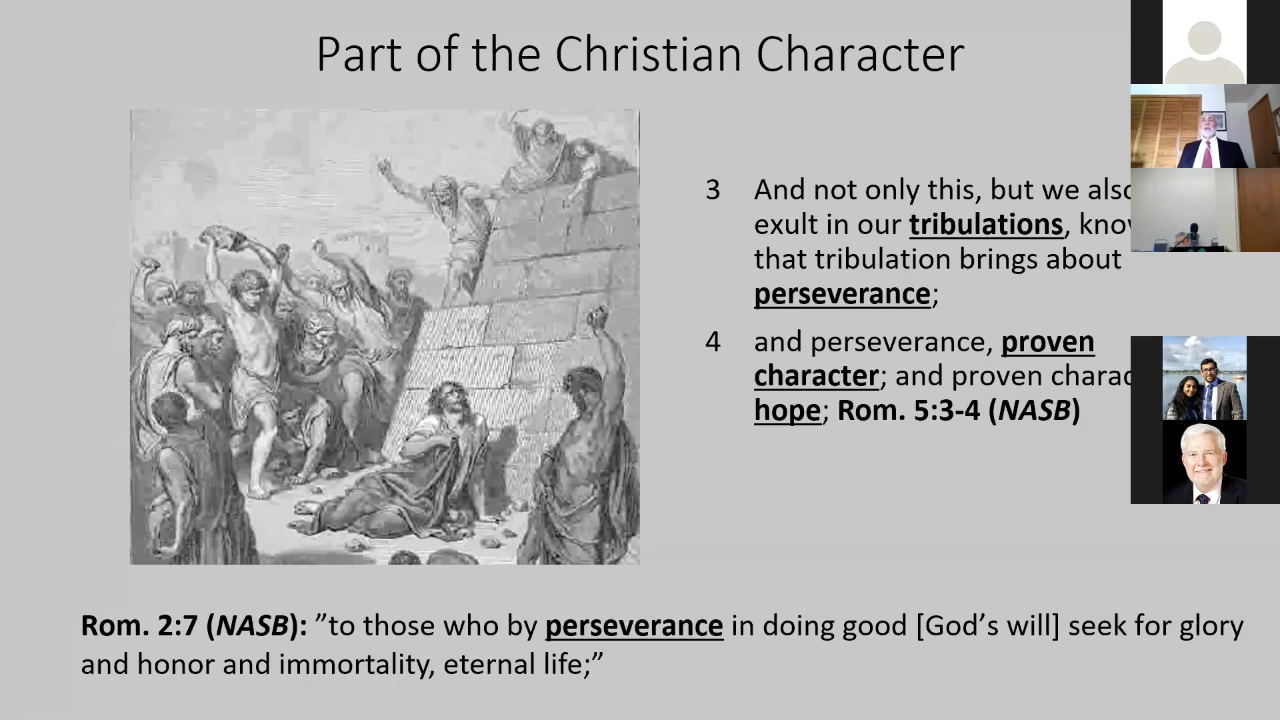 Part of the Christian Character
3 And not only this, but we also
exult in our tribulations,
that tribulation brings about
perseverance;
4 and perseverance, proven
character; and proven
hope; Rom. 5:3-4 (NASB)
Rom. 2:7 (NASB): ”to those who by perseverance in doing good [God’s will] seek for glory
and honor and immortality, eternal life;”